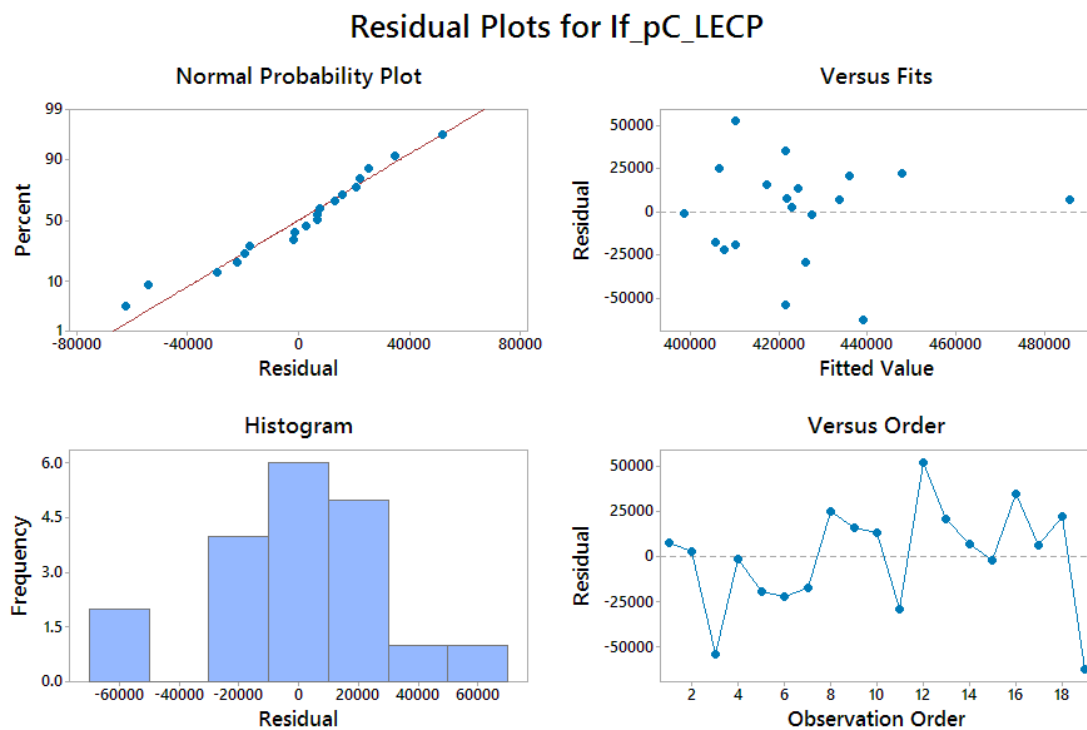 Residual Plots for If_pC_LECP
Normal Probability Plot
99
90
50
10
1
Percent
-80000 -40000 0 40000 80000
Residual
Versus Fits
50000
25000
0
-25000
-50000
Residual
400000 420000 440000 460000 480000
Fitted Value
Histogram
6.0
4.5
3.0
1.5
0.0
Frequency
-60000 -40000 -20000 0 20000 40000 60000
Residual
Versus Order
50000
25000
0
-25000
-50000
Residual
2 4 6 8 10 12 14 16 18
Observation Order